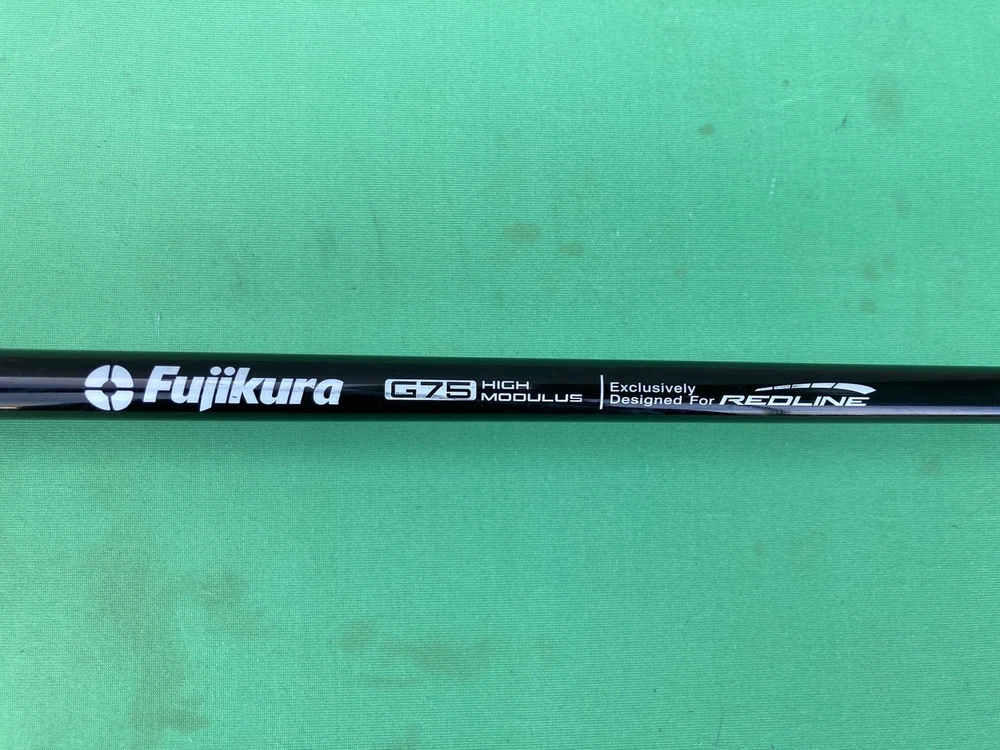 Fujikura G75 HIGH MODULUS Exclusively Designed For REDLINE